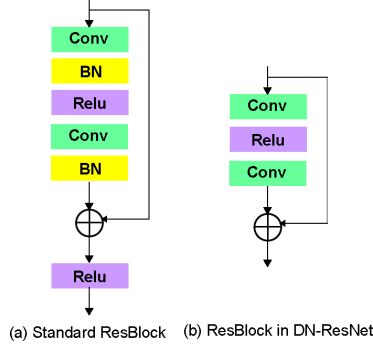 Conv
BN
Relu
Conv
BN
Relu
(a) Standard ResBlock
Conv
Relu
Conv
(b) ResBlock in DN-ResNet